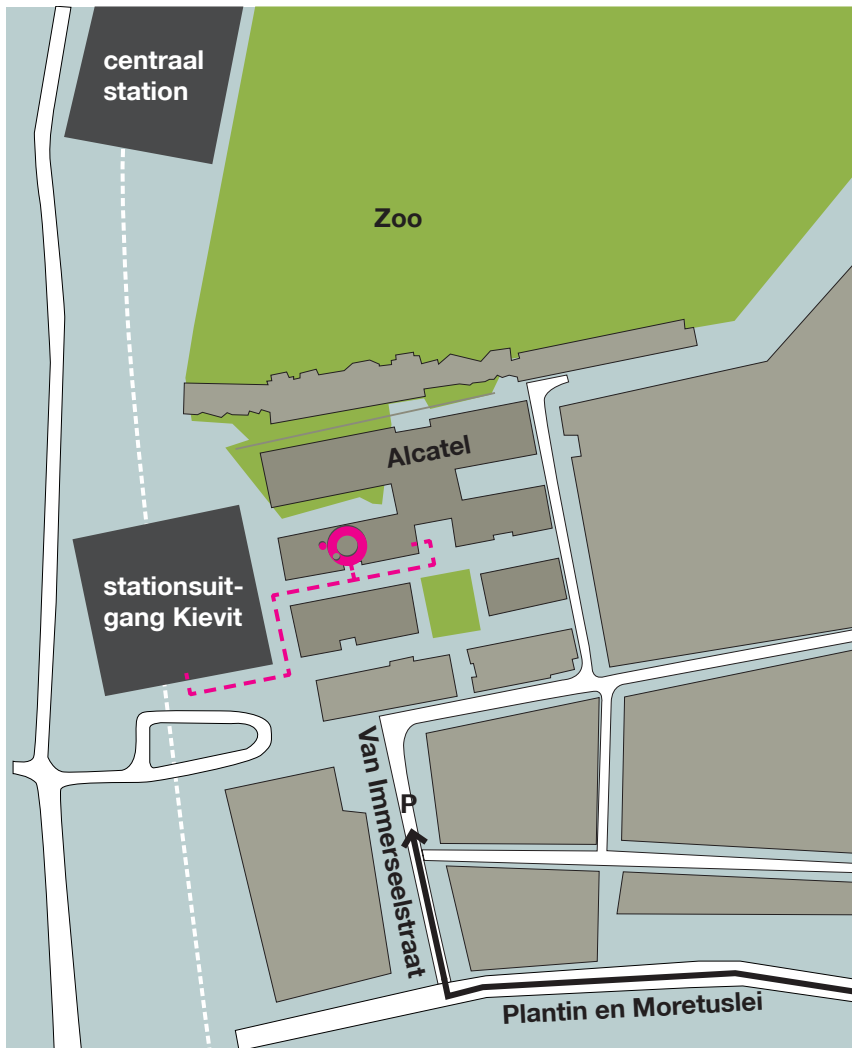 centraal
station
Zoo
Alcatel
stationsuit-
gang Kievit
Van Immerseelstraat
P
Plantin en Moretuslei